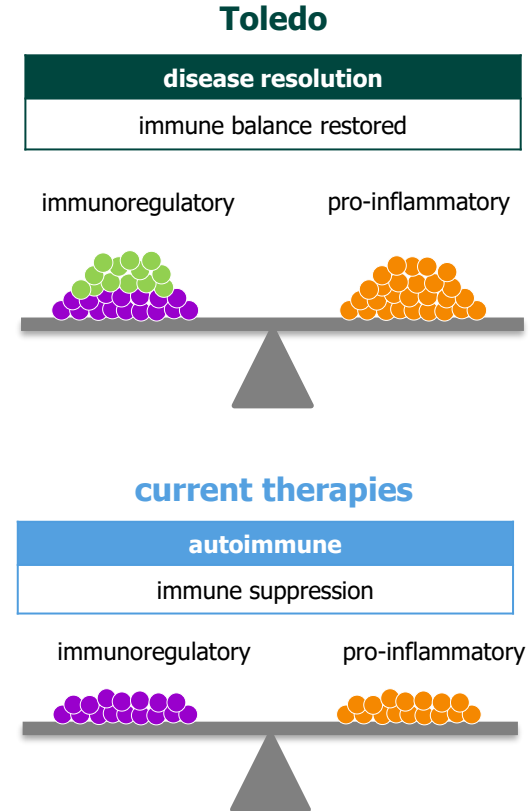 Toledo
disease resolution
immune balance restored
immunoregulatory
pro-inflammatory
current therapies
autoimmune
immune suppression
immunoregulatory
pro-inflammatory